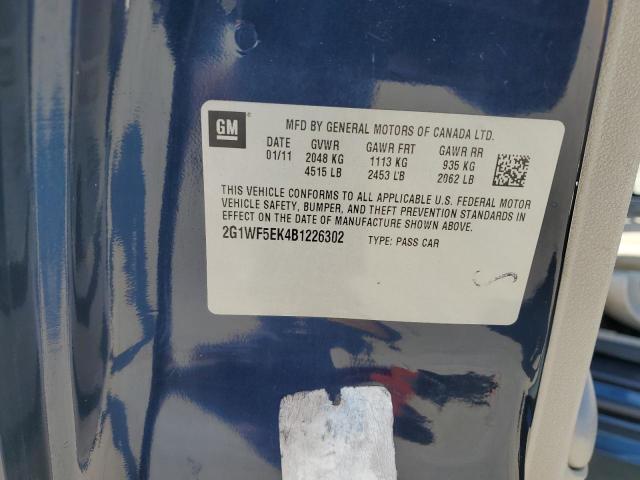 GM
MFD BY GENERAL MOTORS OF CANADA LTD.
DATE GVWR GAWR FRT GAWR RR
01/11 2048 KG 1113 KG 935 KG
4515 LB 2453 LB 2062 LB
THIS VEHICLE CONFORMS TO ALL APPLICABLE U.S. FEDERAL MOTOR
VEHICLE SAFETY, BUMPER, AND THEFT PREVENTION STANDARDS IN
EFFECT ON THE DATE OF MANUFACTURE SHOWN ABOVE.
2G1WF5EK4B1226302 TYPE: PASS CAR